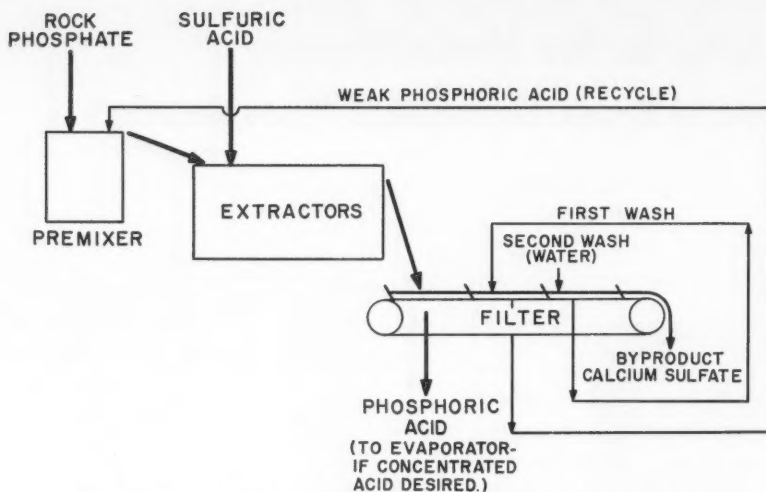 ROCK
PHOSPHATE
SULFURIC
ACID
WEAK PHOSPHORIC ACID (RECYCLE)
PREMIXER
EXTRACTORS
FIRST WASH
SECOND WASH
(WATER)
FILTER
BYPRODUCT
CALCIUM SULFATE
PHOSPHORIC
ACID
(TO EVAPORATOR-
IF CONCENTRATED
ACID DESIRED.)